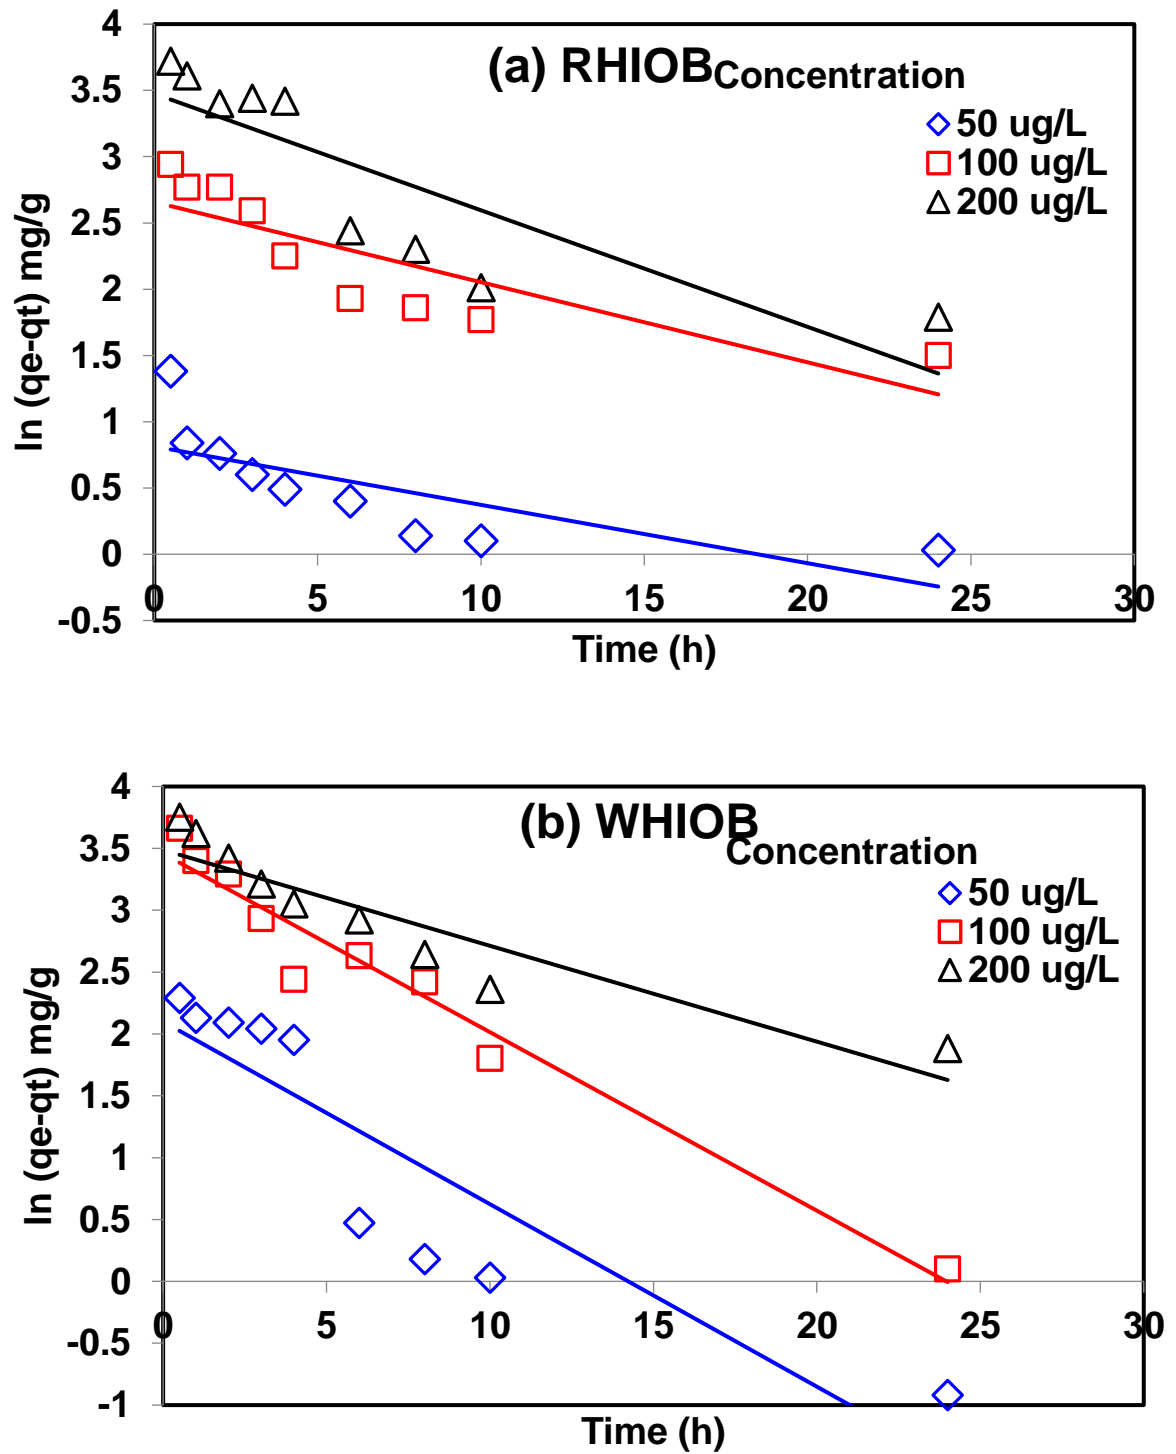 (a) RHIOB
Concentration
50 ug/L
100 ug/L
200 ug/L
4
3.5
3
2.5
2
1.5
1
0.5
0
-0.5
0 5 10 15 20 25 30
ln (qe-qt) mg/g
Time (h)
(b) WHIOB
Concentration
50 ug/L
100 ug/L
200 ug/L
4
3.5
3
2.5
2
1.5
1
0.5
0
-0.5
-1
0 5 10 15 20 25 30
ln (qe-qt) mg/g
Time (h)